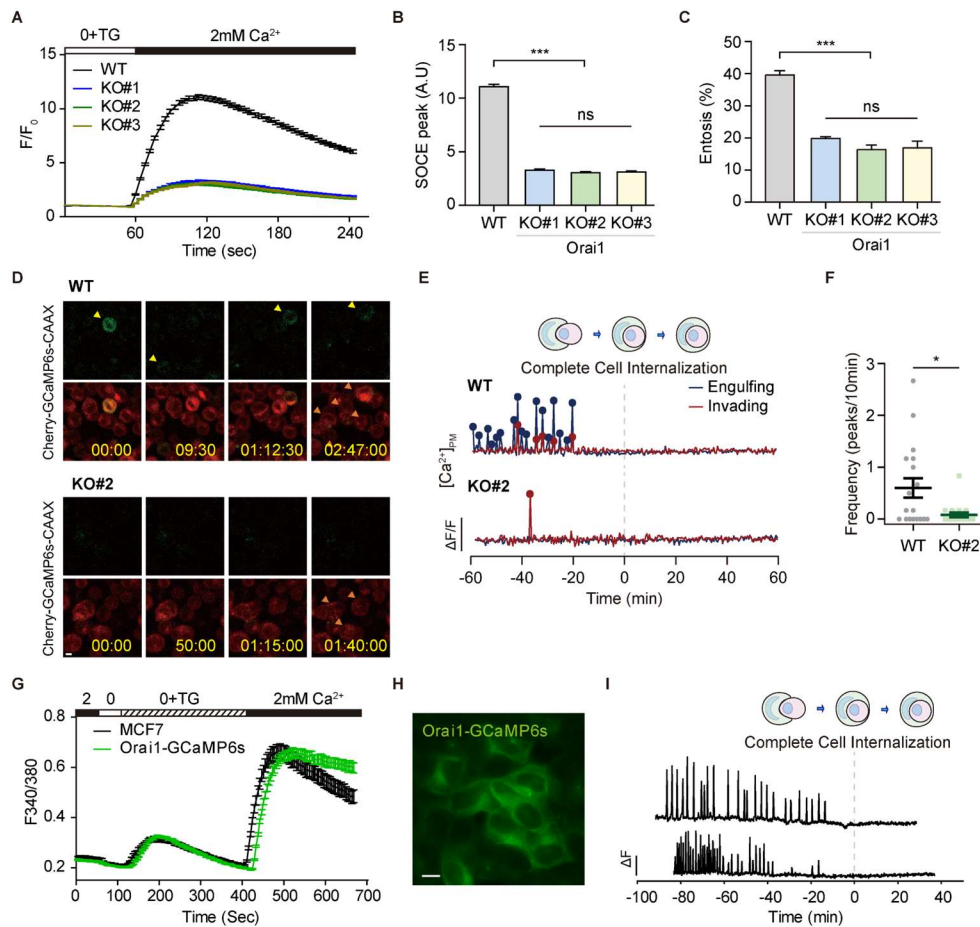 A
0+TG
2mM Ca²⁺
15
10
5
0
F/F₀
WT
KO#1
KO#2
KO#3
60
120
180
240
Time (sec)
B
***
ns
15
10
5
0
SOCE peak (A.U)
WT
KO#1
KO#2
KO#3
Orai1
C
***
ns
50
40
30
20
10
0
Entosis (%)
WT
KO#1
KO#2
KO#3
Orai1
D
WT
Cherry-GCaMP6s-CAAX
00:00
09:30
01:12:30
02:47:00
KO#2
Cherry-GCaMP6s-CAAX
00:00
50:00
01:15:00
01:40:00
E
Complete Cell Internalization
WT
Engulfing
Invading
[Ca²⁺]PM
KO#2
ΔF/F
-60
-40
-20
0
20
40
60
Time (min)
F
*
3
2
1
0
Frequency (peaks/10min)
WT
KO#2
G
2
0
0+TG
2mM Ca²⁺
0.8
0.6
0.4
0.2
F340/380
MCF7
Orai1-GCaMP6s
0
100
200
300
400
500
600
700
Time (Sec)
H
Orai1-GCaMP6s
I
Complete Cell Internalization
ΔF
-100
-80
-60
-40
-20
0
20
40
Time (min)